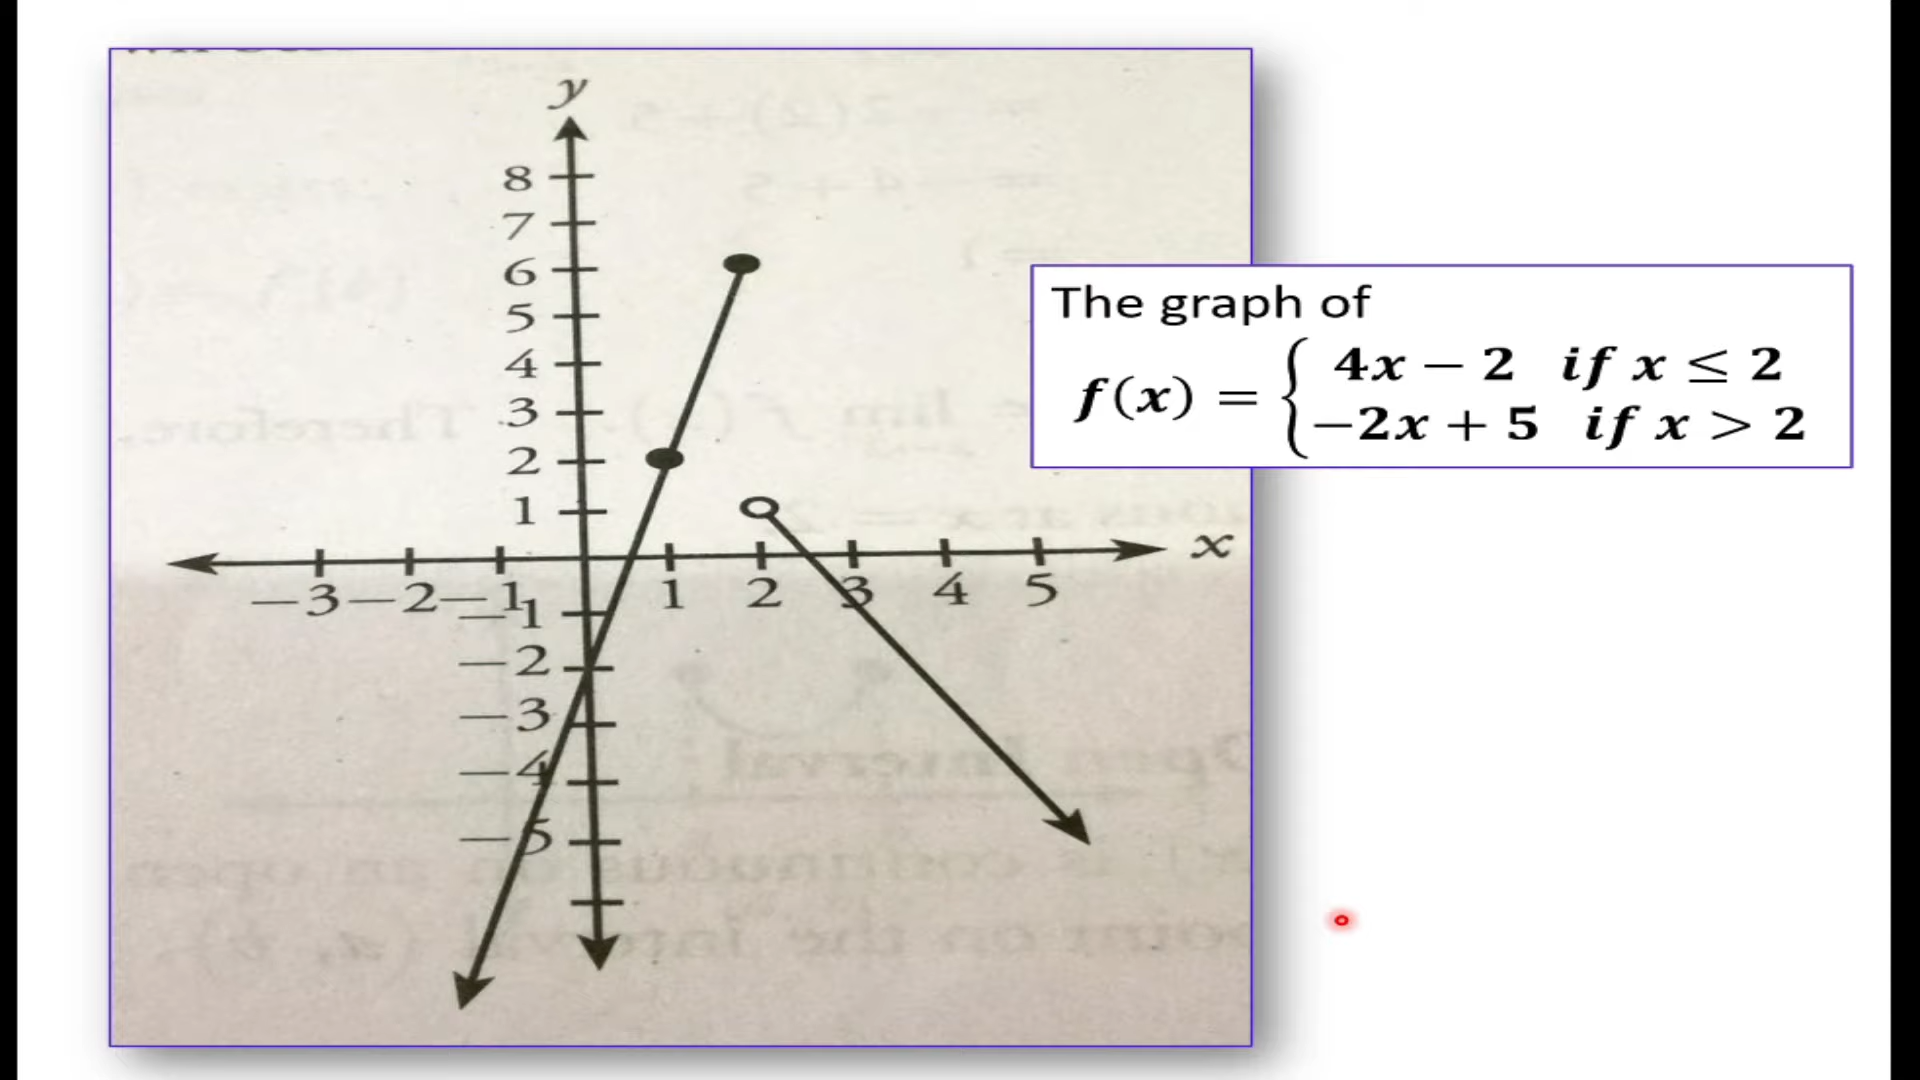 y
8
7
6
5
4
3
2
1
x
−3 −2 −1 1 2 3 4 5
−1
−2
−3
−4
−5
The graph of
f(x) = { 4x − 2 if x ≤ 2
−2x + 5 if x > 2